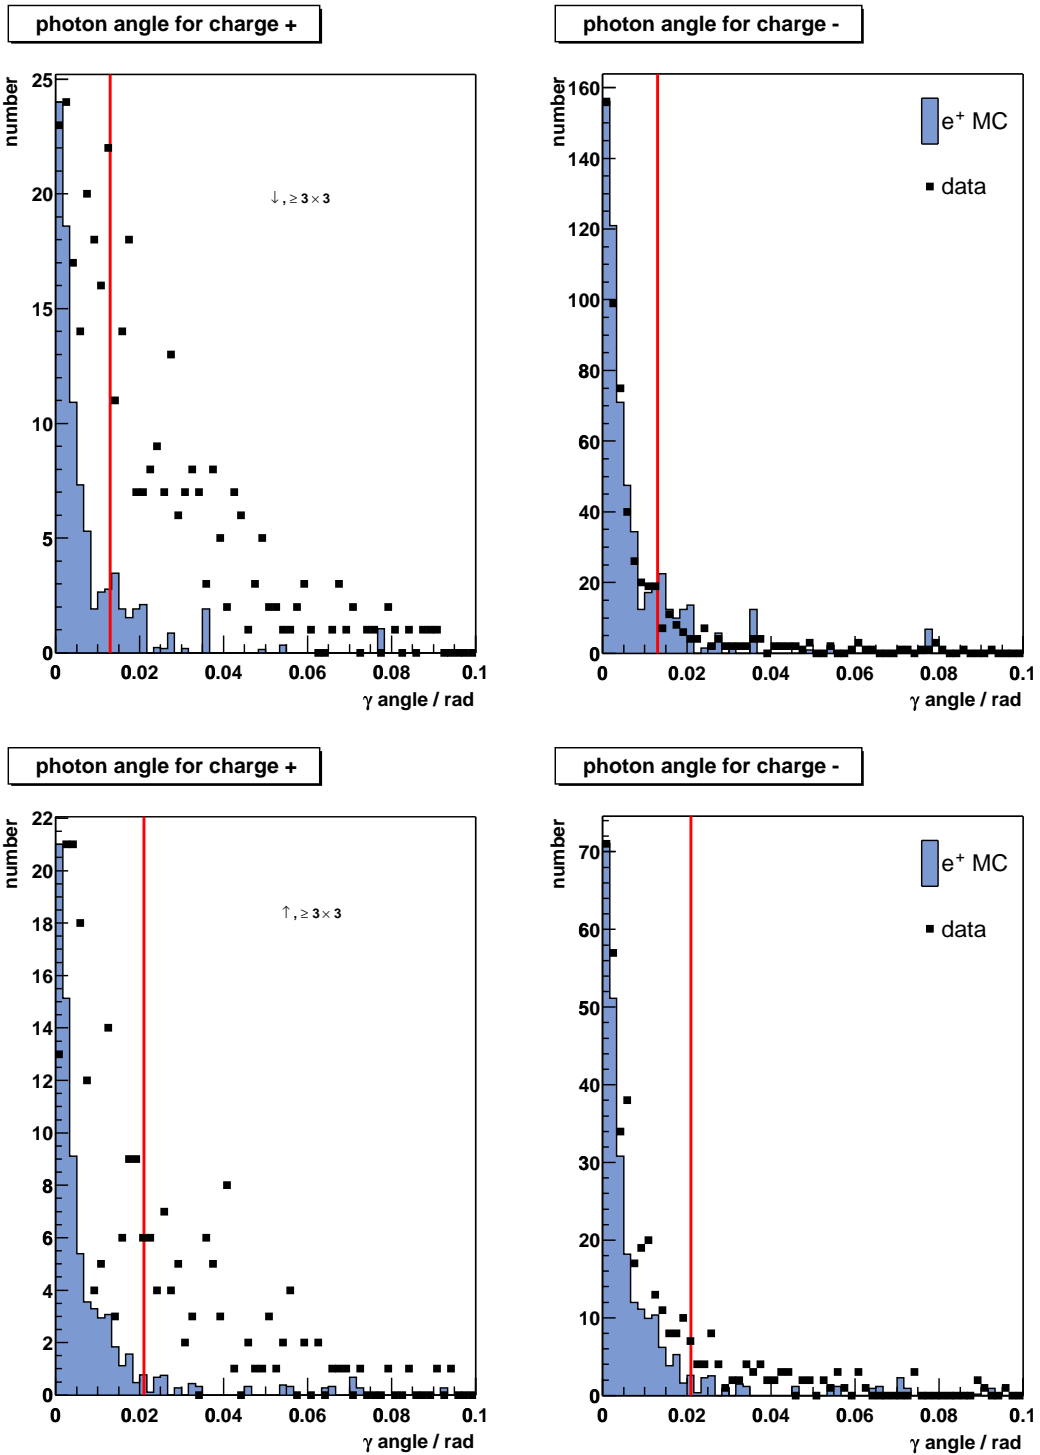 photon angle for charge +
photon angle for charge -
number
25
20
15
10
5
0
↓ , ≥ 3 × 3
0 0.02 0.04 0.06 0.08 0.1
γ angle / rad
number
160
140
120
100
80
60
40
20
0
e+ MC
data
0 0.02 0.04 0.06 0.08 0.1
γ angle / rad
photon angle for charge +
photon angle for charge -
number
22
20
18
16
14
12
10
8
6
4
2
0
↑ , ≥ 3 × 3
0 0.02 0.04 0.06 0.08 0.1
γ angle / rad
number
70
60
50
40
30
20
10
0
e+ MC
data
0 0.02 0.04 0.06 0.08 0.1
γ angle / rad